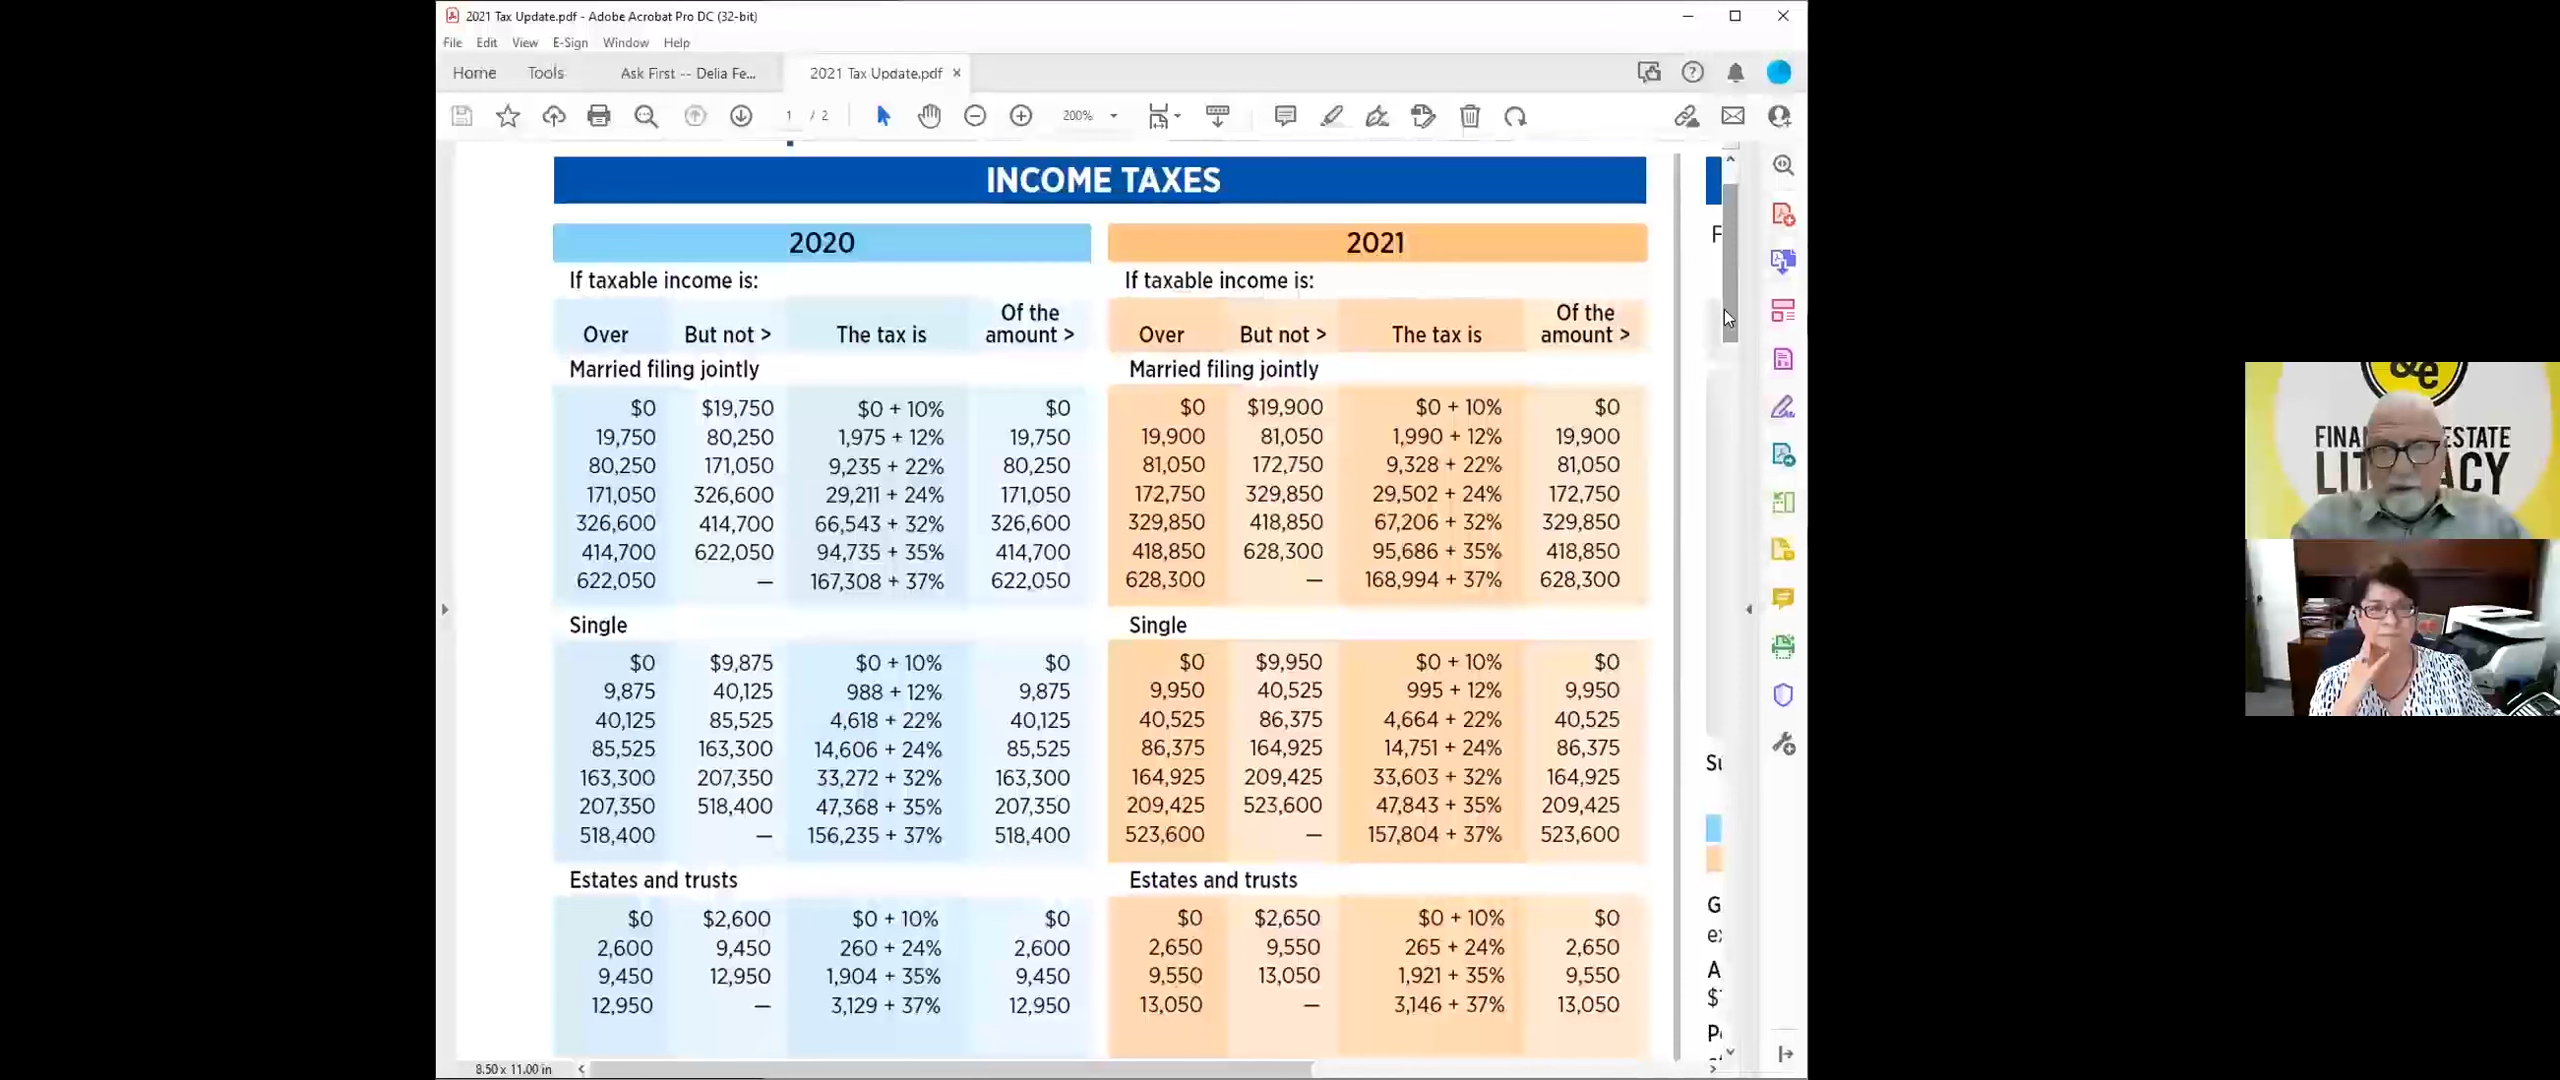 2021 Tax Update.pdf - Adobe Acrobat Pro DC (32-bit)
File Edit View E-Sign Window Help
Home Tools Ask First -- Delia Fe... 2021 Tax Update.pdf ×
1 / 2 200%
INCOME TAXES
2020
If taxable income is:
Over But not > The tax is Of the amount >
Married filing jointly
$0 $19,750 $0 + 10% $0
19,750 80,250 1,975 + 12% 19,750
80,250 171,050 9,235 + 22% 80,250
171,050 326,600 29,211 + 24% 171,050
326,600 414,700 66,543 + 32% 326,600
414,700 622,050 94,735 + 35% 414,700
622,050 — 167,308 + 37% 622,050
Single
$0 $9,875 $0 + 10% $0
9,875 40,125 988 + 12% 9,875
40,125 85,525 4,618 + 22% 40,125
85,525 163,300 14,606 + 24% 85,525
163,300 207,350 33,272 + 32% 163,300
207,350 518,400 47,368 + 35% 207,350
518,400 — 156,235 + 37% 518,400
Estates and trusts
$0 $2,600 $0 + 10% $0
2,600 9,450 260 + 24% 2,600
9,450 12,950 1,904 + 35% 9,450
12,950 — 3,129 + 37% 12,950
2021
If taxable income is:
Over But not > The tax is Of the amount >
Married filing jointly
$0 $19,900 $0 + 10% $0
19,900 81,050 1,990 + 12% 19,900
81,050 172,750 9,328 + 22% 81,050
172,750 329,850 29,502 + 24% 172,750
329,850 418,850 67,206 + 32% 329,850
418,850 628,300 95,686 + 35% 418,850
628,300 — 168,994 + 37% 628,300
Single
$0 $9,950 $0 + 10% $0
9,950 40,525 995 + 12% 9,950
40,525 86,375 4,664 + 22% 40,525
86,375 164,925 14,751 + 24% 86,375
164,925 209,425 33,603 + 32% 164,925
209,425 523,600 47,843 + 35% 209,425
523,600 — 157,804 + 37% 523,600
Estates and trusts
$0 $2,650 $0 + 10% $0
2,650 9,550 265 + 24% 2,650
9,550 13,050 1,921 + 35% 9,550
13,050 — 3,146 + 37% 13,050
8.50 x 11.00 in
&e
ESTATE